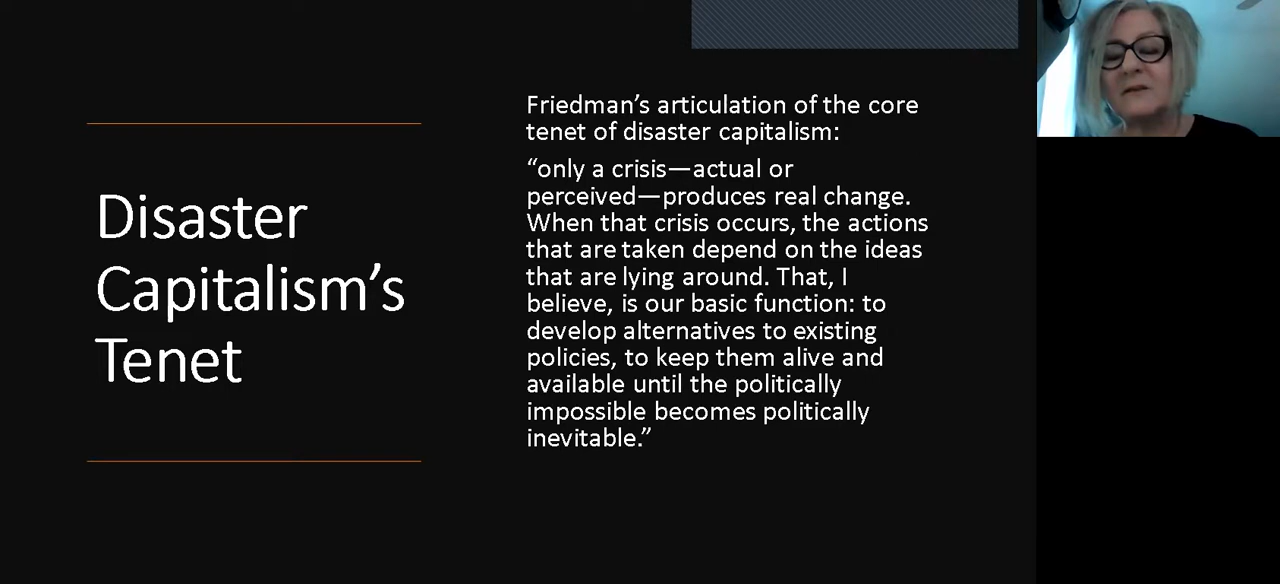 Disaster
Capitalism’s
Tenet
Friedman’s articulation of the core
tenet of disaster capitalism:
“only a crisis—actual or
perceived—produces real change.
When that crisis occurs, the actions
that are taken depend on the ideas
that are lying around. That, I
believe, is our basic function: to
develop alternatives to existing
policies, to keep them alive and
available until the politically
impossible becomes politically
inevitable.”